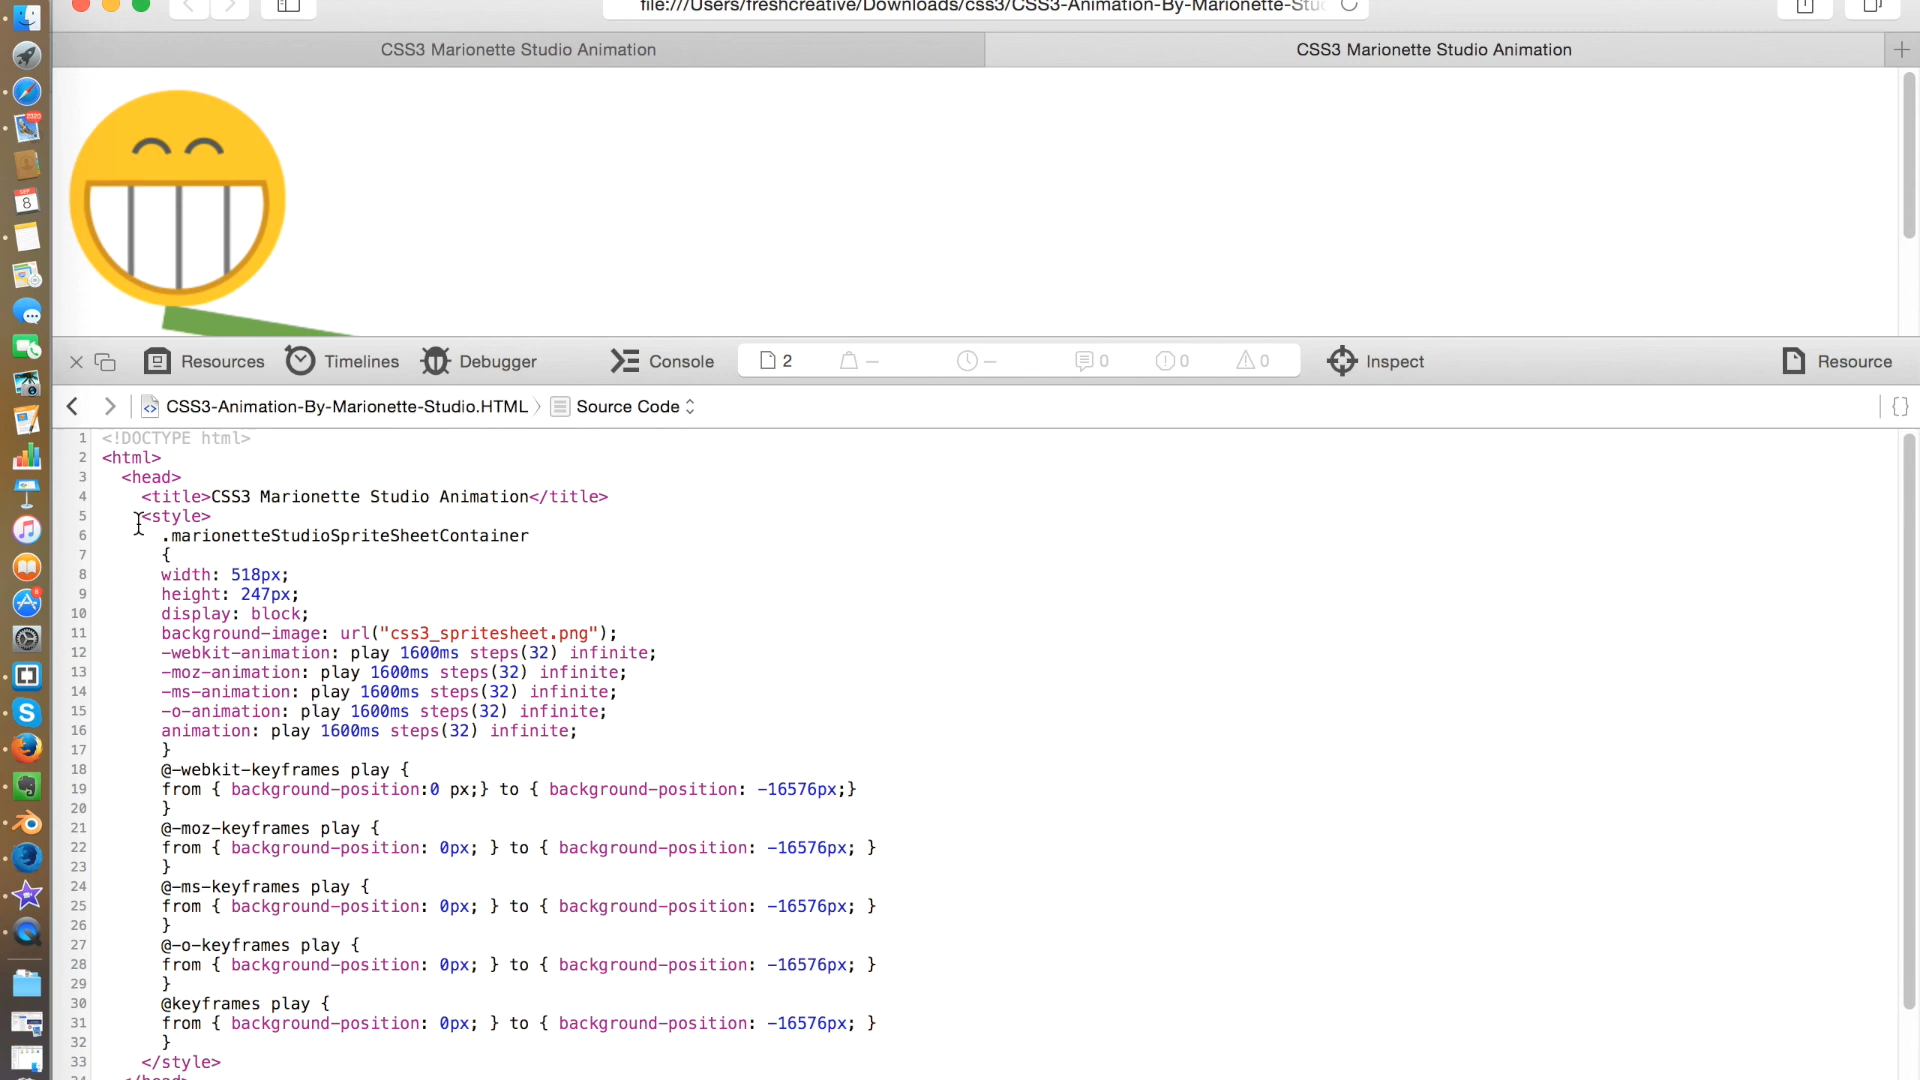 file:///Users/freshcreative/Downloads/css3/CSS3-Animation-By-Marionette-Stu
CSS3 Marionette Studio Animation
CSS3 Marionette Studio Animation
Resources
Timelines
Debugger
Console
2
—
—
0
0
0
Inspect
Resource
CSS3-Animation-By-Marionette-Studio.HTML
Source Code
{}
1 <!DOCTYPE html>
2 <html>
3 <head>
4 <title>CSS3 Marionette Studio Animation</title>
5 <style>
6 .marionetteStudioSpriteSheetContainer
7 {
8 width: 518px;
9 height: 247px;
10 display: block;
11 background-image: url("css3_spritesheet.png");
12 -webkit-animation: play 1600ms steps(32) infinite;
13 -moz-animation: play 1600ms steps(32) infinite;
14 -ms-animation: play 1600ms steps(32) infinite;
15 -o-animation: play 1600ms steps(32) infinite;
16 animation: play 1600ms steps(32) infinite;
17 }
18 @-webkit-keyframes play {
19 from { background-position:0 px;} to { background-position: -16576px;}
20 }
21 @-moz-keyframes play {
22 from { background-position: 0px; } to { background-position: -16576px; }
23 }
24 @-ms-keyframes play {
25 from { background-position: 0px; } to { background-position: -16576px; }
26 }
27 @-o-keyframes play {
28 from { background-position: 0px; } to { background-position: -16576px; }
29 }
30 @keyframes play {
31 from { background-position: 0px; } to { background-position: -16576px; }
32 }
33 </style>
34 </head>
2320
SEP
8
6